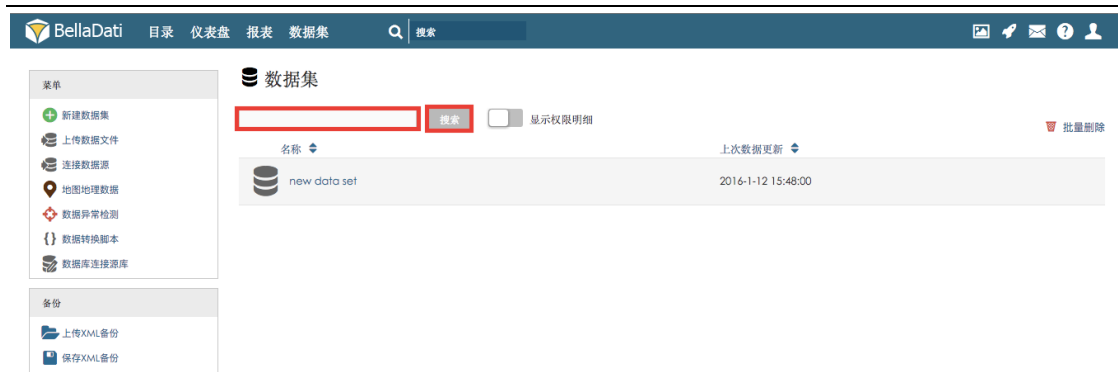 BellaDati 目录 仪表盘 报表 数据集 搜索
菜单
新建数据集
上传数据文件
连接数据源
地图地理数据
数据异常检测
{} 数据转换脚本
数据库连接源库
备份
上传XML备份
保存XML备份
数据集
搜索 显示权限明细
批量删除
名称 上次数据更新
new data set 2016-1-12 15:48:00